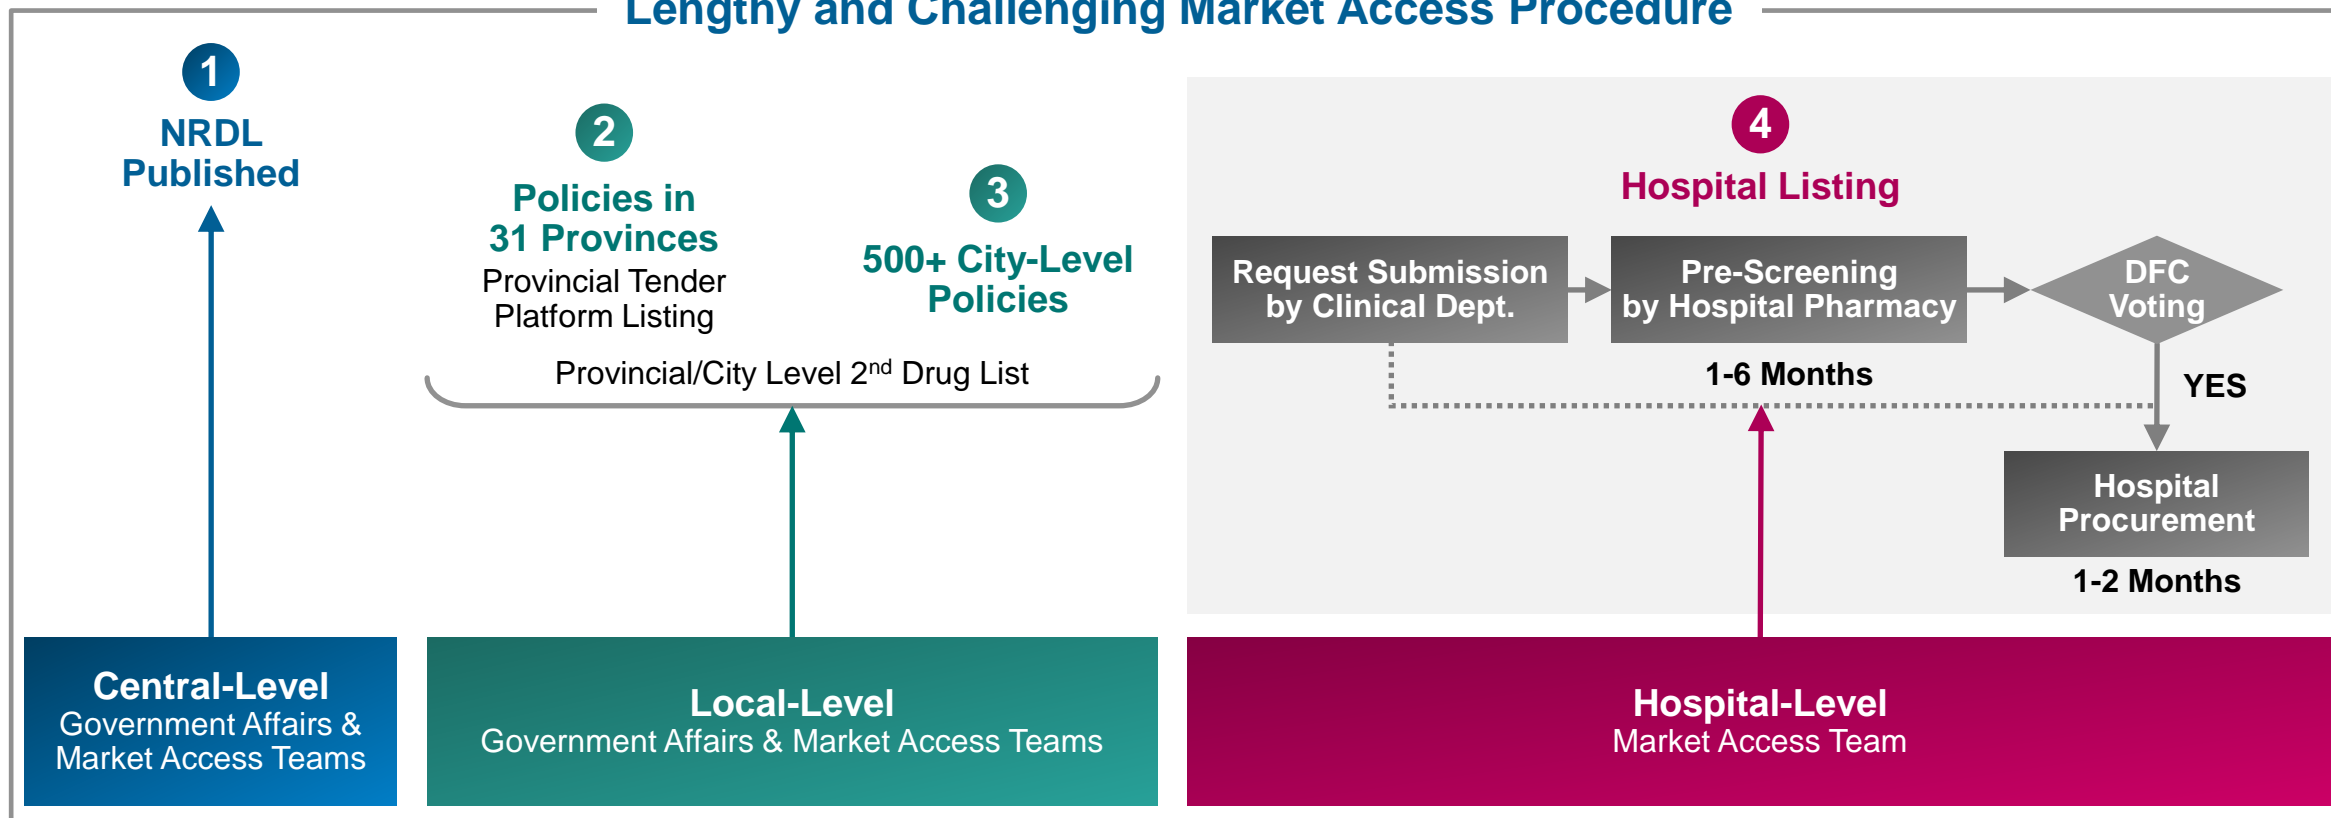 Lengthy and Challenging Market Access Procedure
1
NRDL
Published
2
Policies in
31 Provinces
Provincial Tender
Platform Listing
3
500+ City-Level
Policies
Provincial/City Level 2nd Drug List
4
Hospital Listing
Request Submission
by Clinical Dept.
Pre-Screening
by Hospital Pharmacy
DFC
Voting
1-6 Months
YES
Hospital
Procurement
1-2 Months
Central-Level
Government Affairs &
Market Access Teams
Local-Level
Government Affairs & Market Access Teams
Hospital-Level
Market Access Team